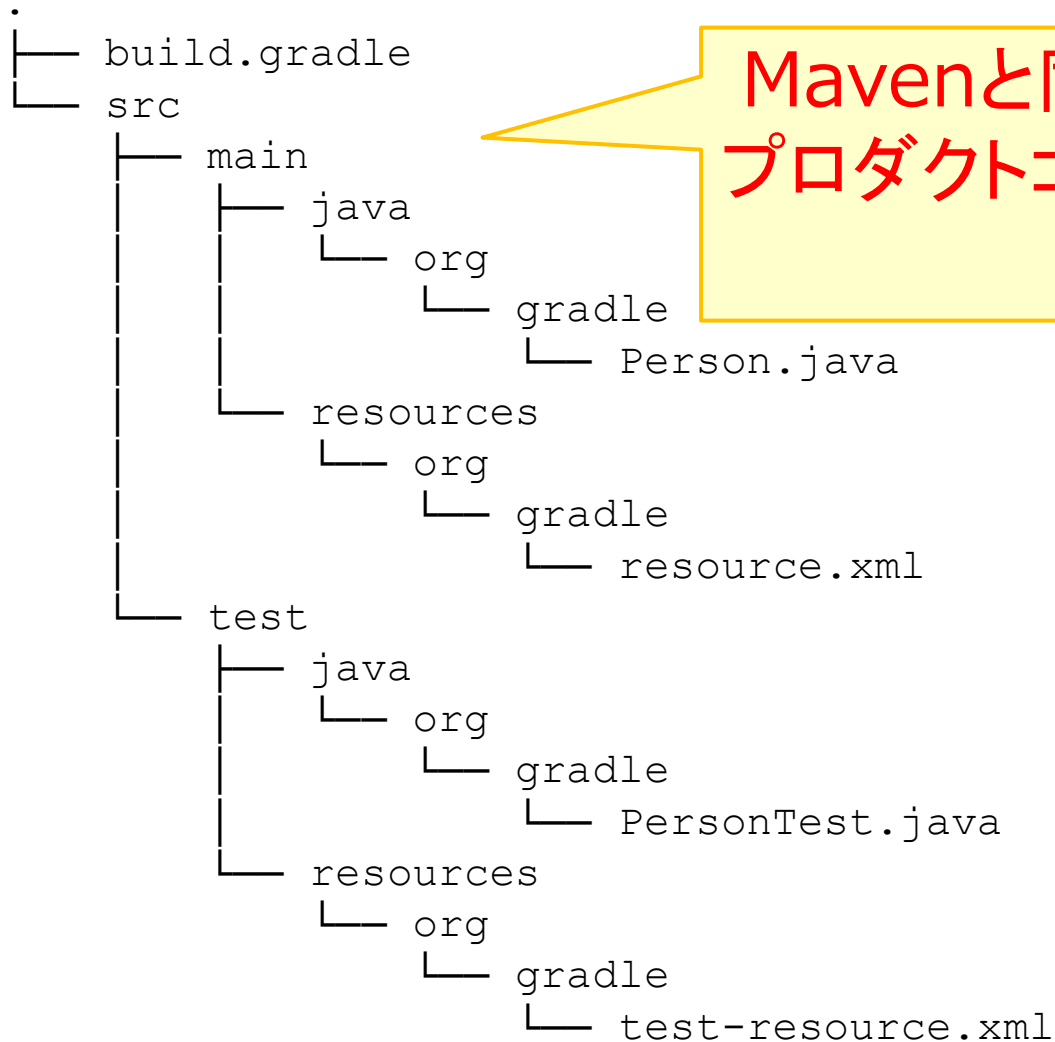 .
├── build.gradle
└── src
    ├── main
    │   ├── java
    │   │   └── org
    │   │       └── gradle
    │   │           └── Person.java
    │   └── resources
    │       └── org
    │           └── gradle
    │               └── resource.xml
    └── test
        ├── java
        │   └── org
        │       └── gradle
        │           └── PersonTest.java
        └── resources
            └── org
                └── gradle
                    └── test-resource.xml
Mavenと
プロダクト